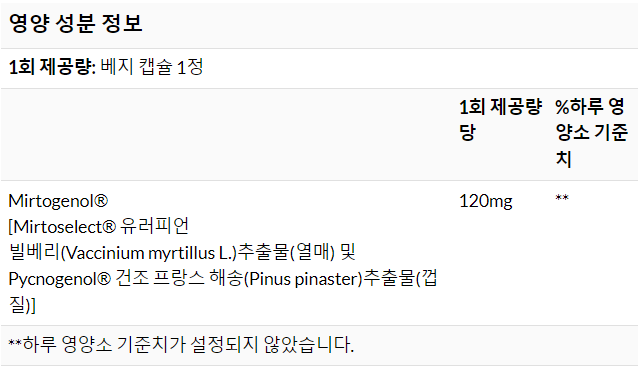 영양 성분 정보
1회 제공량: 베지 캡슐 1정
1회 제공량
당
%하루 영
양소 기준
치
Mirtogenol®
[Mirtoselect® 유러피언
빌베리(Vaccinium myrtillus L.)추출물(열매) 및
Pycnogenol® 건조 프랑스 해송(Pinus pinaster)추출물(껍
질)]
120mg
**
**하루 영양소 기준치가 설정되지 않았습니다.